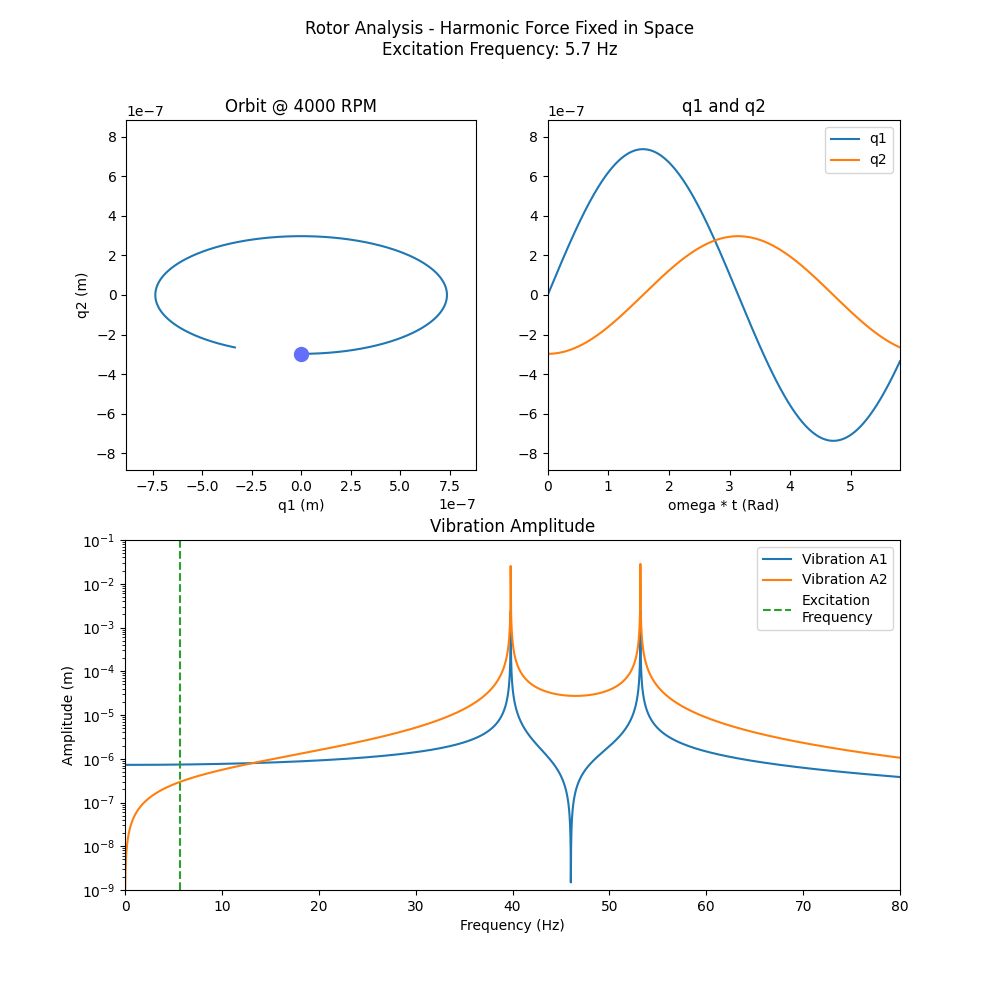 Rotor Analysis - Harmonic Force Fixed in Space
Excitation Frequency: 5.7 Hz
Orbit @ 4000 RPM
1e−7
8
6
4
2
0
−2
−4
−6
−8
q2 (m)
−7.5 −5.0 −2.5 0.0 2.5 5.0 7.5
q1 (m)
1e−7
q1 and q2
1e−7
q1
q2
8
6
4
2
0
−2
−4
−6
−8
0 1 2 3 4 5
omega * t (Rad)
Vibration Amplitude
Vibration A1
Vibration A2
Excitation
Frequency
10⁻¹
10⁻²
10⁻³
10⁻⁴
10⁻⁵
10⁻⁶
10⁻⁷
10⁻⁸
10⁻⁹
Amplitude (m)
0 10 20 30 40 50 60 70 80
Frequency (Hz)